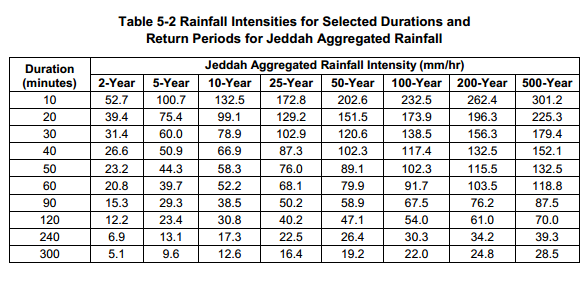 Table 5-2 Rainfall Intensities for Selected Durations and
Return Periods for Jeddah Aggregated Rainfall
Duration (minutes) Jeddah Aggregated Rainfall Intensity (mm/hr)
2-Year 5-Year 10-Year 25-Year 50-Year 100-Year 200-Year 500-Year
10 52.7 100.7 132.5 172.8 202.6 232.5 262.4 301.2
20 39.4 75.4 99.1 129.2 151.5 173.9 196.3 225.3
30 31.4 60.0 78.9 102.9 120.6 138.5 156.3 179.4
40 26.6 50.9 66.9 87.3 102.3 117.4 132.5 152.1
50 23.2 44.3 58.3 76.0 89.1 102.3 115.5 132.5
60 20.8 39.7 52.2 68.1 79.9 91.7 103.5 118.8
90 15.3 29.3 38.5 50.2 58.9 67.5 76.2 87.5
120 12.2 23.4 30.8 40.2 47.1 54.0 61.0 70.0
240 6.9 13.1 17.3 22.5 26.4 30.3 34.2 39.3
300 5.1 9.6 12.6 16.4 19.2 22.0 24.8 28.5